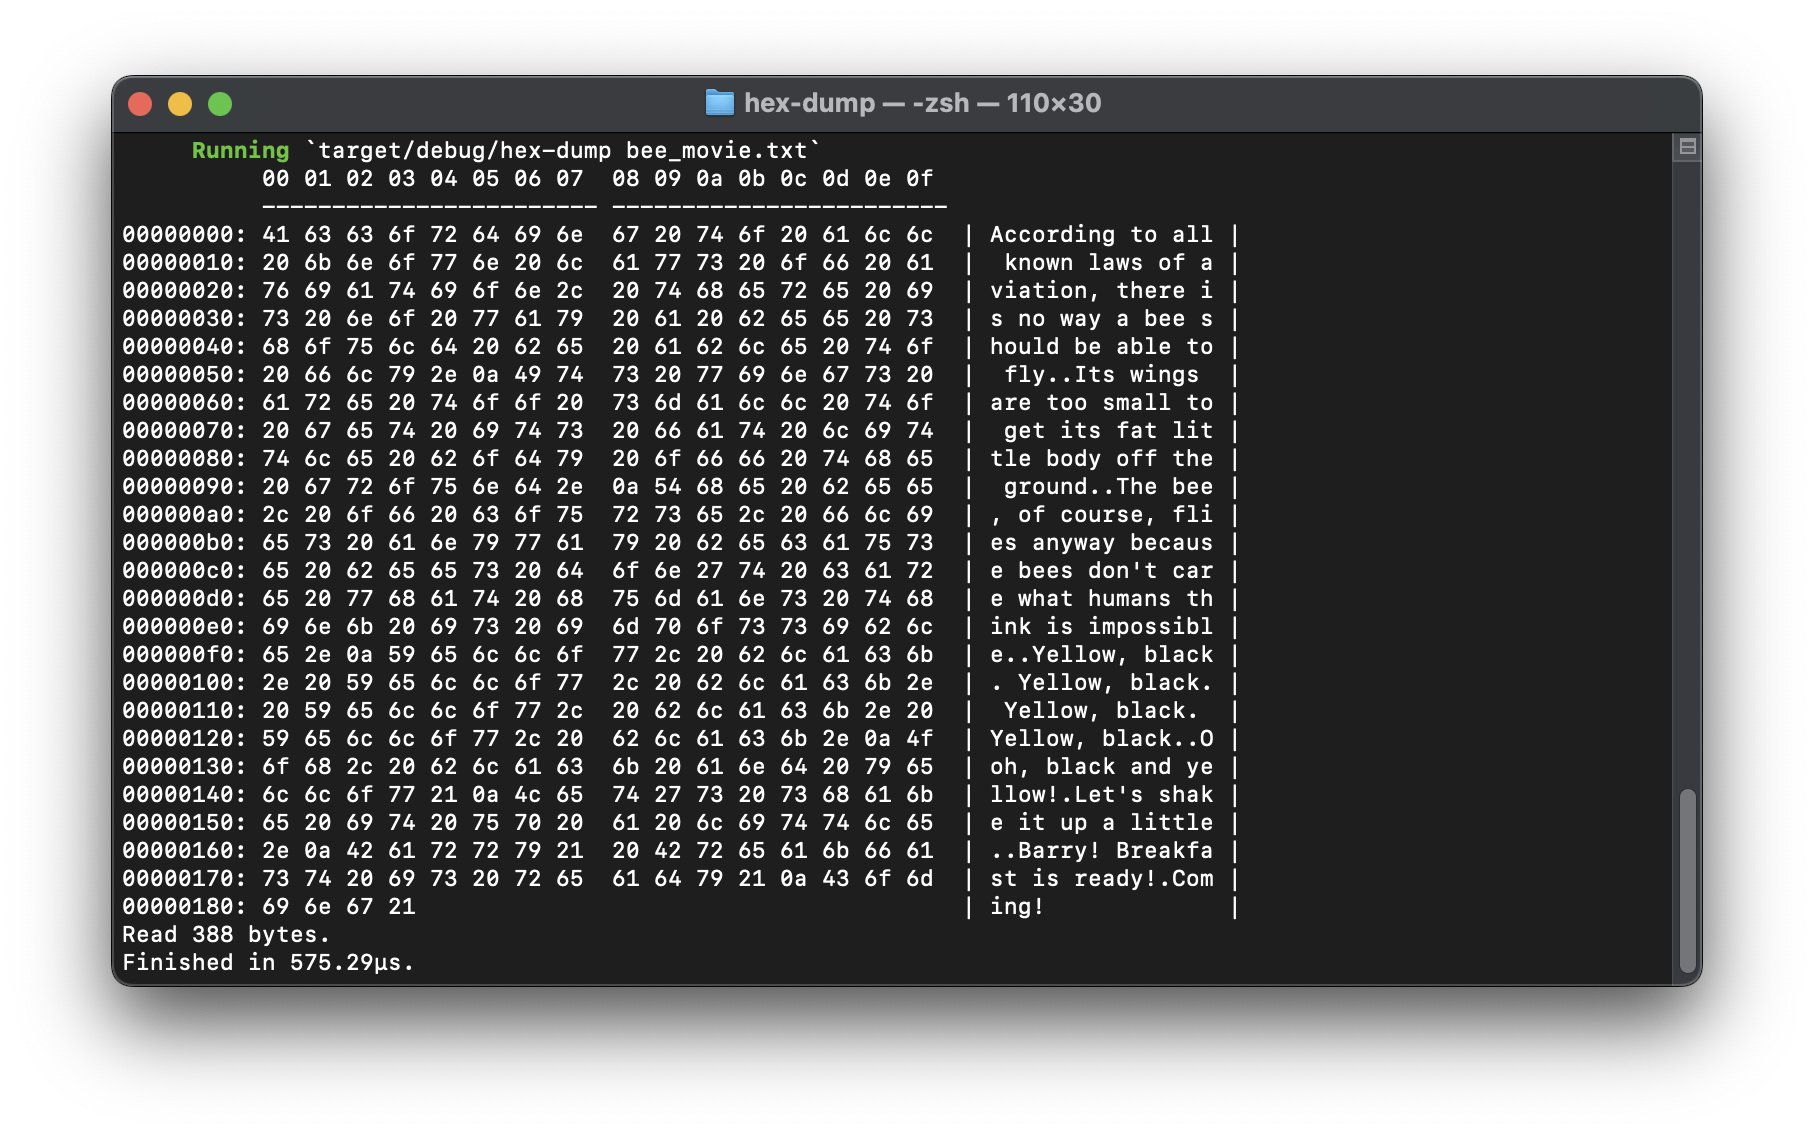 hex-dump — -zsh — 110×30
     Running `target/debug/hex-dump bee_movie.txt`
          00 01 02 03 04 05 06 07  08 09 0a 0b 0c 0d 0e 0f
          ------------------------ ------------------------
00000000: 41 63 63 6f 72 64 69 6e  67 20 74 6f 20 61 6c 6c  | According to all |
00000010: 20 6b 6e 6f 77 6e 20 6c  61 77 73 20 6f 66 20 61  |  known laws of a |
00000020: 76 69 61 74 69 6f 6e 2c  20 74 68 65 72 65 20 69  | viation, there i |
00000030: 73 20 6e 6f 20 77 61 79  20 61 20 62 65 65 20 73  | s no way a bee s |
00000040: 68 6f 75 6c 64 20 62 65  20 61 62 6c 65 20 74 6f  | hould be able to |
00000050: 20 66 6c 79 2e 0a 49 74  73 20 77 69 6e 67 73 20  |  fly..Its wings  |
00000060: 61 72 65 20 74 6f 6f 20  73 6d 61 6c 6c 20 74 6f  | are too small to |
00000070: 20 67 65 74 20 69 74 73  20 66 61 74 20 6c 69 74  |  get its fat lit |
00000080: 74 6c 65 20 62 6f 64 79  20 6f 66 66 20 74 68 65  | tle body off the |
00000090: 20 67 72 6f 75 6e 64 2e  0a 54 68 65 20 62 65 65  |  ground..The bee |
000000a0: 2c 20 6f 66 20 63 6f 75  72 73 65 2c 20 66 6c 69  | , of course, fli |
000000b0: 65 73 20 61 6e 79 77 61  79 20 62 65 63 61 75 73  | es anyway becaus |
000000c0: 65 20 62 65 65 73 20 64  6f 6e 27 74 20 63 61 72  | e bees don't car |
000000d0: 65 20 77 68 61 74 20 68  75 6d 61 6e 73 20 74 68  | e what humans th |
000000e0: 69 6e 6b 20 69 73 20 69  6d 70 6f 73 73 69 62 6c  | ink is impossibl |
000000f0: 65 2e 0a 59 65 6c 6c 6f  77 2c 20 62 6c 61 63 6b  | e..Yellow, black |
00000100: 2e 20 59 65 6c 6c 6f 77  2c 20 62 6c 61 63 6b 2e  | . Yellow, black. |
00000110: 20 59 65 6c 6c 6f 77 2c  20 62 6c 61 63 6b 2e 20  |  Yellow, black.  |
00000120: 59 65 6c 6c 6f 77 2c 20  62 6c 61 63 6b 2e 0a 4f  | Yellow, black..O |
00000130: 6f 68 2c 20 62 6c 61 63  6b 20 61 6e 64 20 79 65  | oh, black and ye |
00000140: 6c 6c 6f 77 21 0a 4c 65  74 27 73 20 73 68 61 6b  | llow!.Let's shak |
00000150: 65 20 69 74 20 75 70 20  61 20 6c 69 74 74 6c 65  | e it up a little |
00000160: 2e 0a 42 61 72 72 79 21  20 42 72 65 61 6b 66 61  | ..Barry! Breakfa |
00000170: 73 74 20 69 73 20 72 65  61 64 79 21 0a 43 6f 6d  | st is ready!.Com |
00000180: 69 6e 67 21                                       | ing!             |
Read 388 bytes.
Finished in 575.29µs.